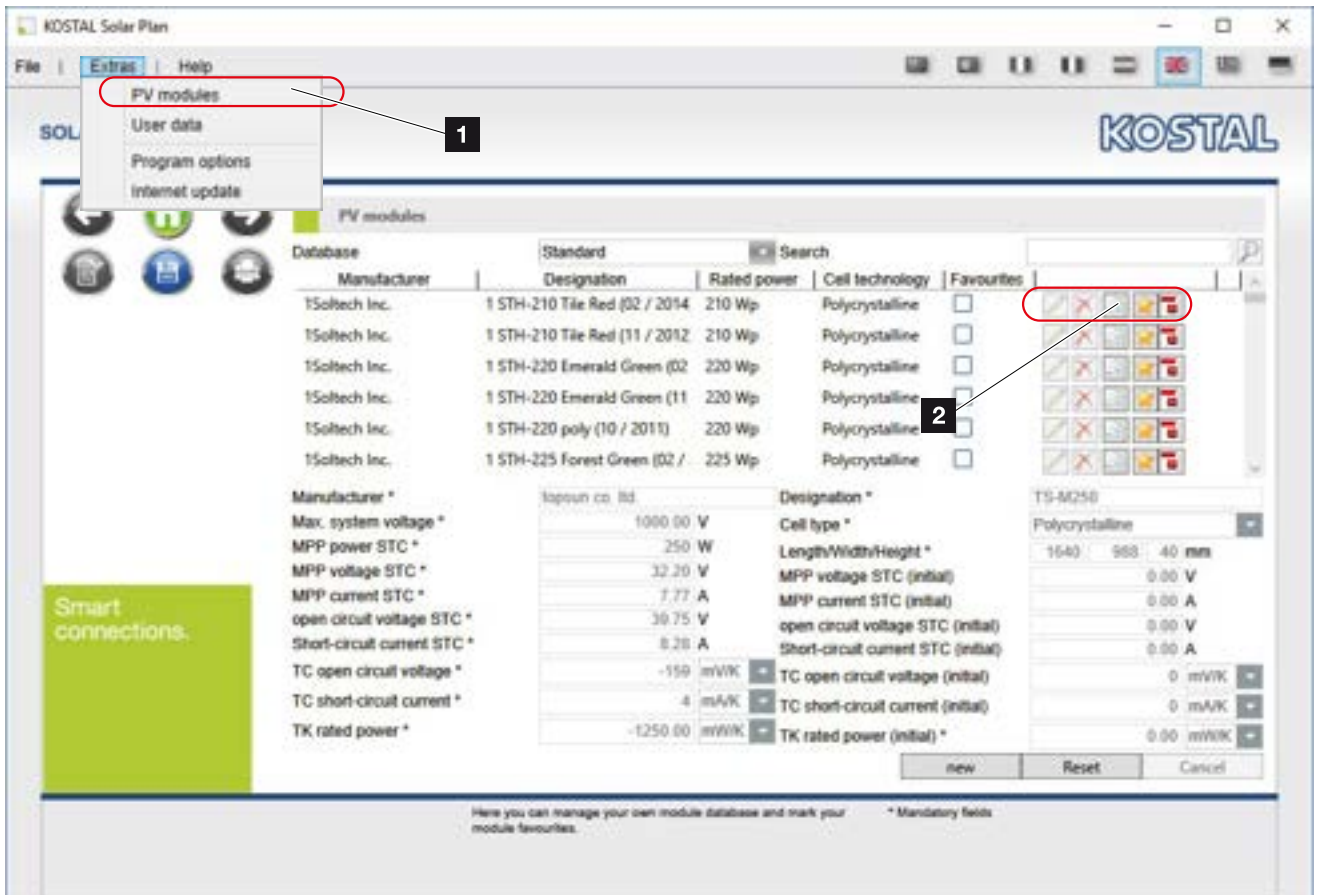 KOSTAL Solar Plan
File | Extras | Help
PV modules
User data
Program options
Internet update
1
SOL
KOSTAL
PV modules
Database Standard Search
Manufacturer Designation Rated power Cell technology Favourites
1Soltech Inc. 1 STH-210 Tile Red (02 / 2014 210 Wp Polycrystalline
1Soltech Inc. 1 STH-210 Tile Red (11 / 2012 210 Wp Polycrystalline
1Soltech Inc. 1 STH-220 Emerald Green (02 220 Wp Polycrystalline
1Soltech Inc. 1 STH-220 Emerald Green (11 220 Wp Polycrystalline
2
1Soltech Inc. 1 STH-220 poly (10 / 2011) 220 Wp Polycrystalline
1Soltech Inc. 1 STH-225 Forest Green (02 / 225 Wp Polycrystalline
Manufacturer * topsun co. ltd. Designation * TS-M250
Max. system voltage * 1000.00 V Cell type * Polycrystalline
MPP power STC * 250 W Length/Width/Height * 1640 988 40 mm
MPP voltage STC * 32.20 V MPP voltage STC (initial) 0.00 V
MPP current STC * 7.77 A MPP current STC (initial) 0.00 A
open circuit voltage STC * 39.75 V open circuit voltage STC (initial) 0.00 V
Short-circuit current STC * 8.28 A Short-circuit current STC (initial) 0.00 A
TC open circuit voltage * -159 mV/K TC open circuit voltage (initial) 0 mV/K
TC short-circuit current * 4 mA/K TC short-circuit current (initial) 0 mA/K
TK rated power * -1250.00 mW/K TK rated power (initial) * 0.00 mW/K
new Reset Cancel
Smart
connections.
Here you can manage your own module database and mark your * Mandatory fields
module favourites.